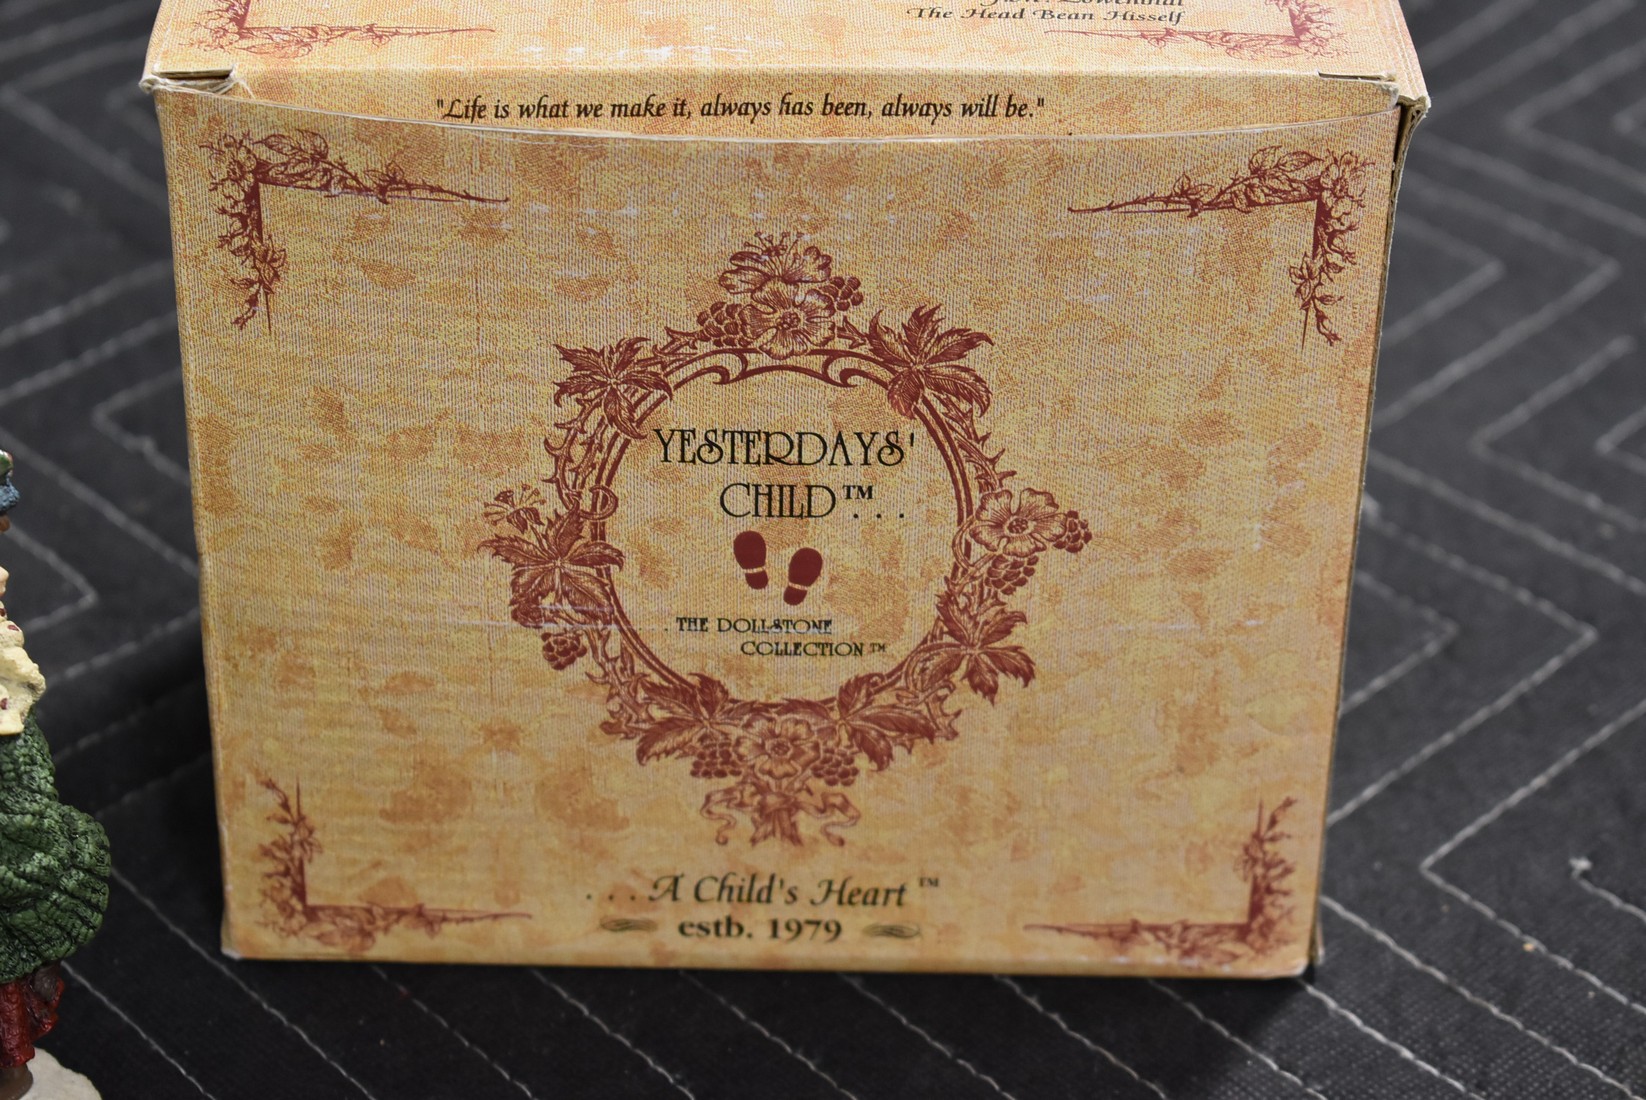 Lowenthal
The Head Bean Hisself
"Life is what we make it, always has been, always will be."
YESTERDAYS'
CHILD™...
.THE DOLLSTONE
COLLECTION™
....A Child's Heart™
estb. 1979